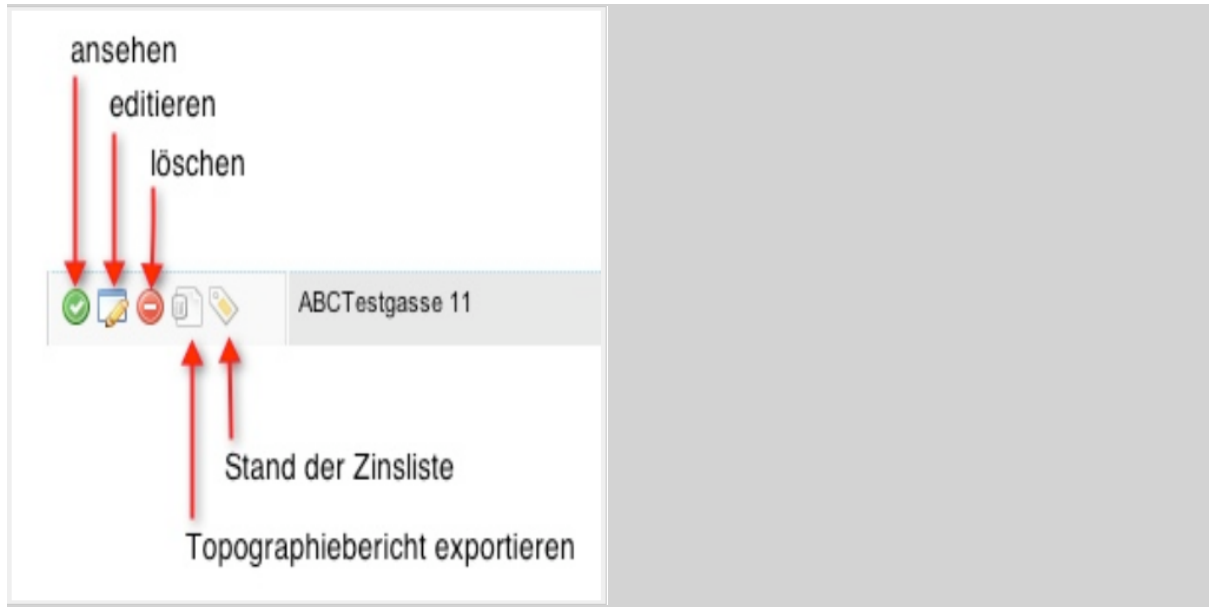 ansehen
editieren
löschen
ABCTestgasse 11
Stand der Zinsliste
Topographiebericht exportieren